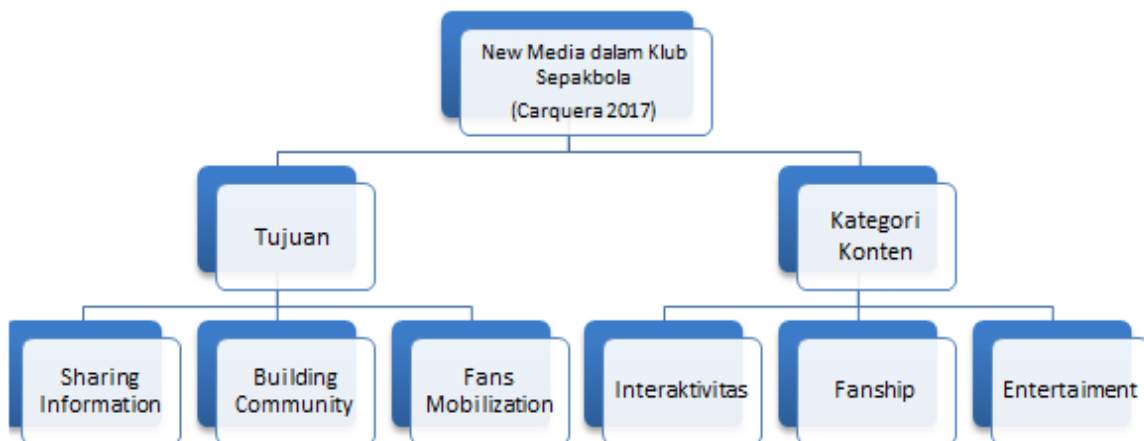 New Media dalam Klub
Sepakbola
(Carquera 2017)
Tujuan
Kategori
Konten
Sharing
Information
Building
Community
Fans
Mobilization
Interaktivitas
Fanship
Entertaiment